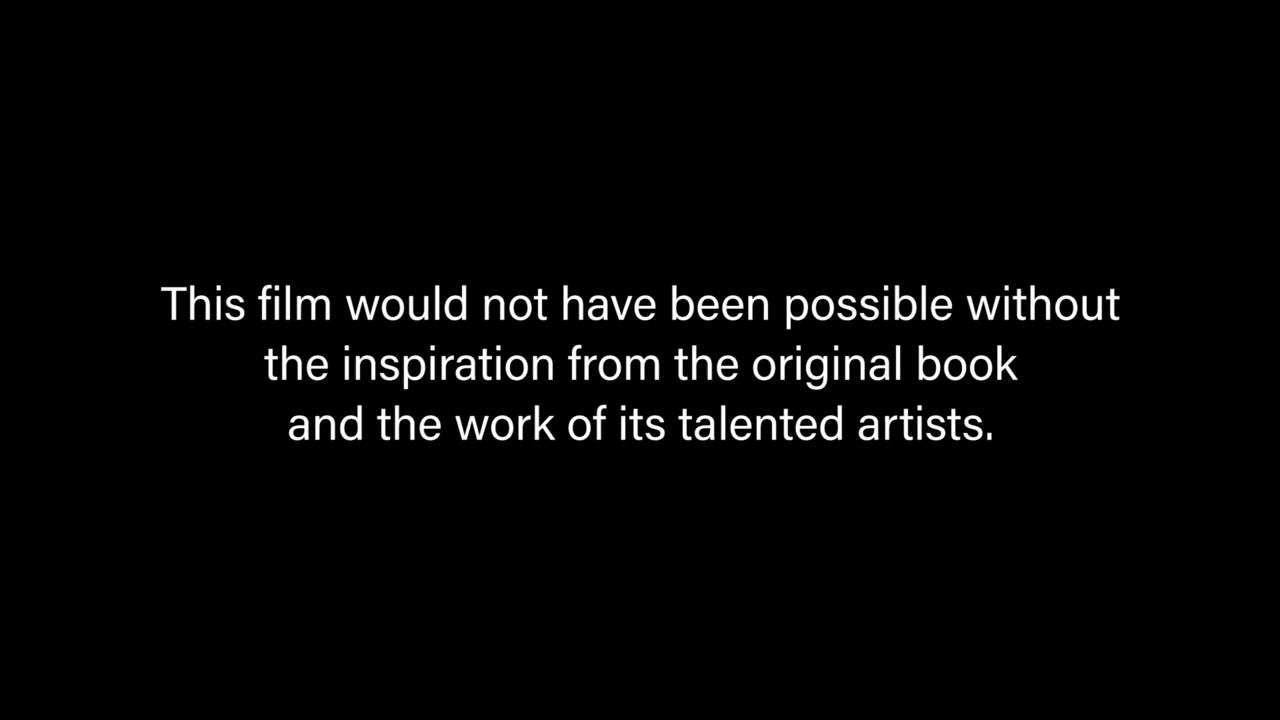 This film would not have been possible without
the inspiration from the original book
and the work of its talented artists.